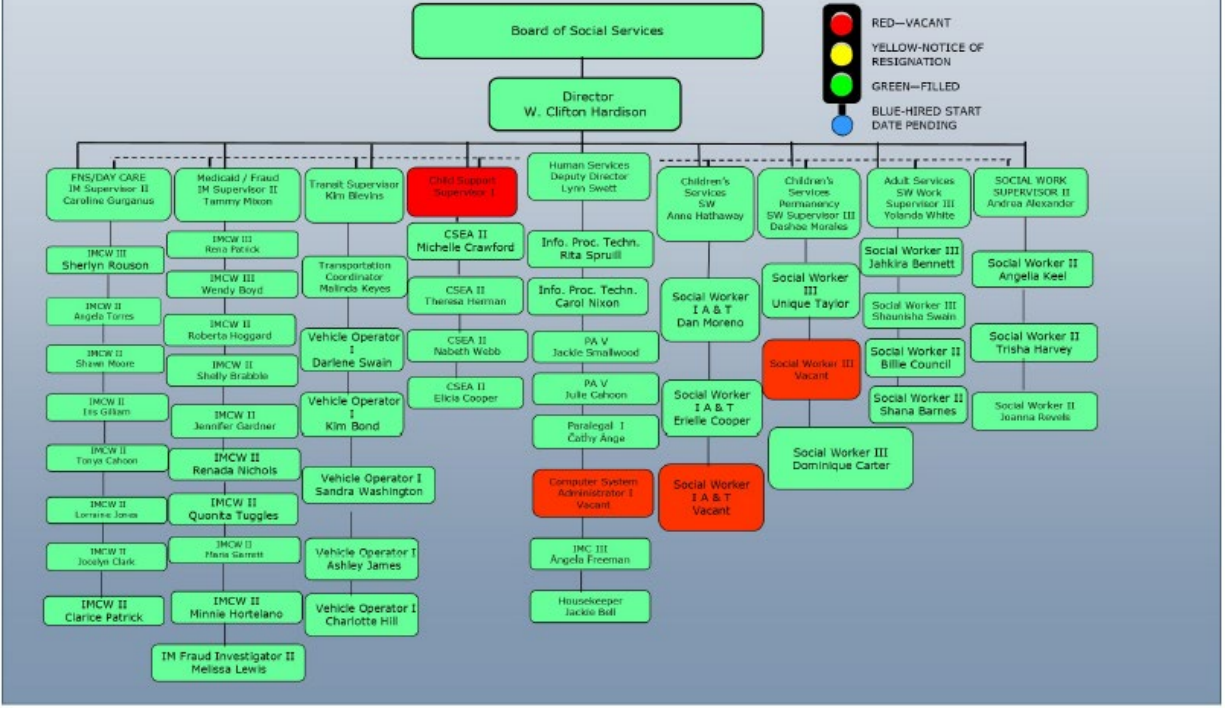 Board of Social Services
RED—VACANT
YELLOW-NOTICE OF
RESIGNATION
GREEN—FILLED
BLUE-HIRED START
DATE PENDING
Director
W. Clifton Hardison
FNS/DAY CARE
IM Supervisor II
Caroline Gurganus
IMCW III
Sherlyn Rouson
IMCW II
Angela Torres
IMCW II
Shawn Moore
IMCW II
Iris Gilliam
IMCW II
Tonya Cahoon
IMCW II
Lorraine Jones
IMCW II
Jocelyn Clark
IMCW II
Clarice Patrick
Medicaid / Fraud
IM Supervisor II
Tammy Mixon
IMCW III
Rena Patrick
IMCW III
Wendy Boyd
IMCW II
Roberta Hoggard
IMCW II
Shelly Brabble
IMCW II
Jennifer Gardner
IMCW II
Renada Nichols
IMCW II
Quonita Tuggles
IMCW II
Maria Garrett
IMCW II
Minnie Hortelano
IM Fraud Investigator II
Melissa Lewis
Transit Supervisor
Kim Blevins
Transportation
Coordinator
Malinda Keyes
Vehicle Operator
I
Darlene Swain
Vehicle Operator
I
Kim Bond
Vehicle Operator I
Sandra Washington
Vehicle Operator I
Ashley James
Vehicle Operator I
Charlotte Hill
Child Support
Supervisor I
CSEA II
Michelle Crawford
CSEA II
Theresa Herman
CSEA II
Nabeth Webb
CSEA II
Elicia Cooper
Human Services
Deputy Director
Lynn Swett
Info. Proc. Techn.
Rita Spruill
Info. Proc. Techn.
Carol Nixon
PA V
Jackie Smallwood
PA V
Julie Cahoon
Paralegal I
Cathy Ange
Computer System
Administrator I
Vacant
IMC III
Angela Freeman
Housekeeper
Jackie Bell
Children's
Services
SW
Anne Hathaway
Social Worker
I A & T
Dan Moreno
Social Worker
I A & T
Erielle Cooper
Social Worker
I A & T
Vacant
Children's
Services
Permanency
SW Supervisor III
Dashae Morales
Social Worker
III
Unique Taylor
Social Worker III
Vacant
Social Worker III
Dominique Carter
Adult Services
SW Work
Supervisor III
Yolanda White
Social Worker III
Jahkira Bennett
Social Worker III
Shaunisha Swain
Social Worker II
Billie Council
Social Worker II
Shana Barnes
SOCIAL WORK
SUPERVISOR II
Andrea Alexander
Social Worker II
Angelia Keel
Social Worker II
Trisha Harvey
Social Worker II
Joanna Revels